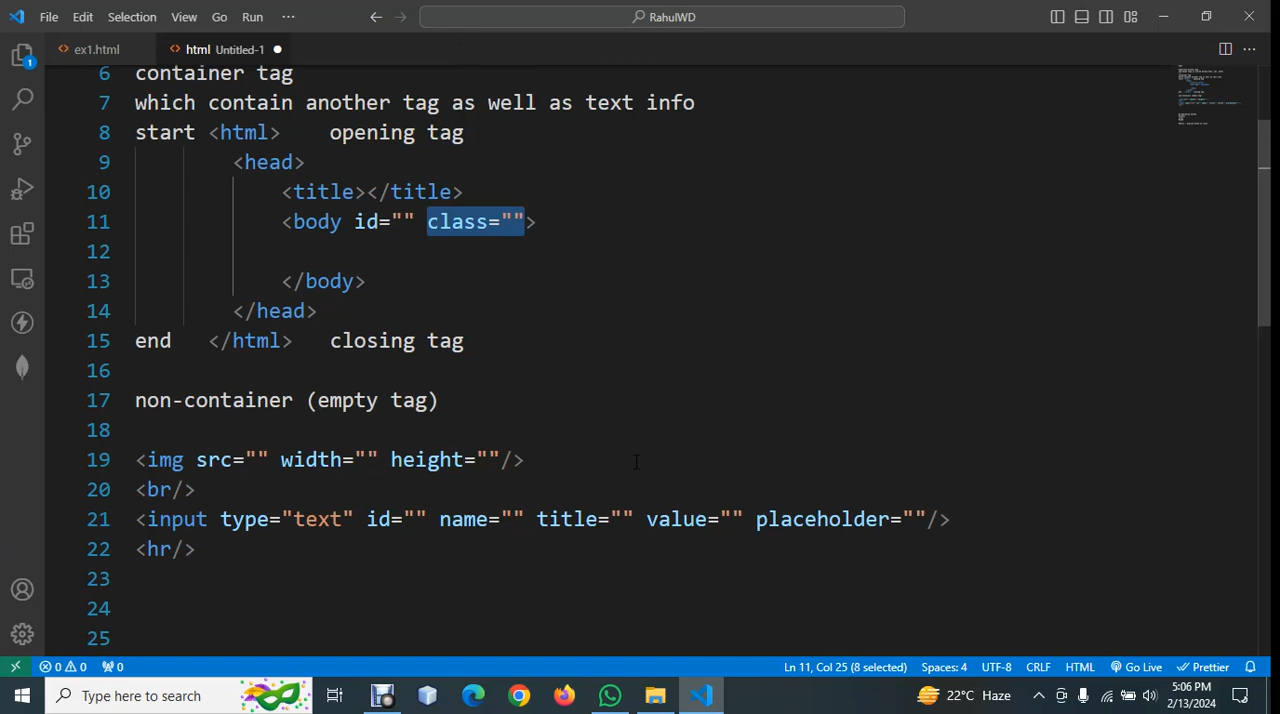 File Edit Selection View Go Run ··· RahulWD
ex1.html html Untitled-1
6 container tag
7 which contain another tag as well as text info
8 start <html> opening tag
9 <head>
10 <title></title>
11 <body id="" class="">
12
13 </body>
14 </head>
15 end </html> closing tag
16
17 non-container (empty tag)
18
19 <img src="" width="" height=""/>
20 <br/>
21 <input type="text" id="" name="" title="" value="" placeholder=""/>
22 <hr/>
23
24
25
1
0 0 0 Ln 11, Col 25 (8 selected) Spaces: 4 UTF-8 CRLF HTML Go Live Prettier
Type here to search 22°C Haze 5:06 PM
2/13/2024